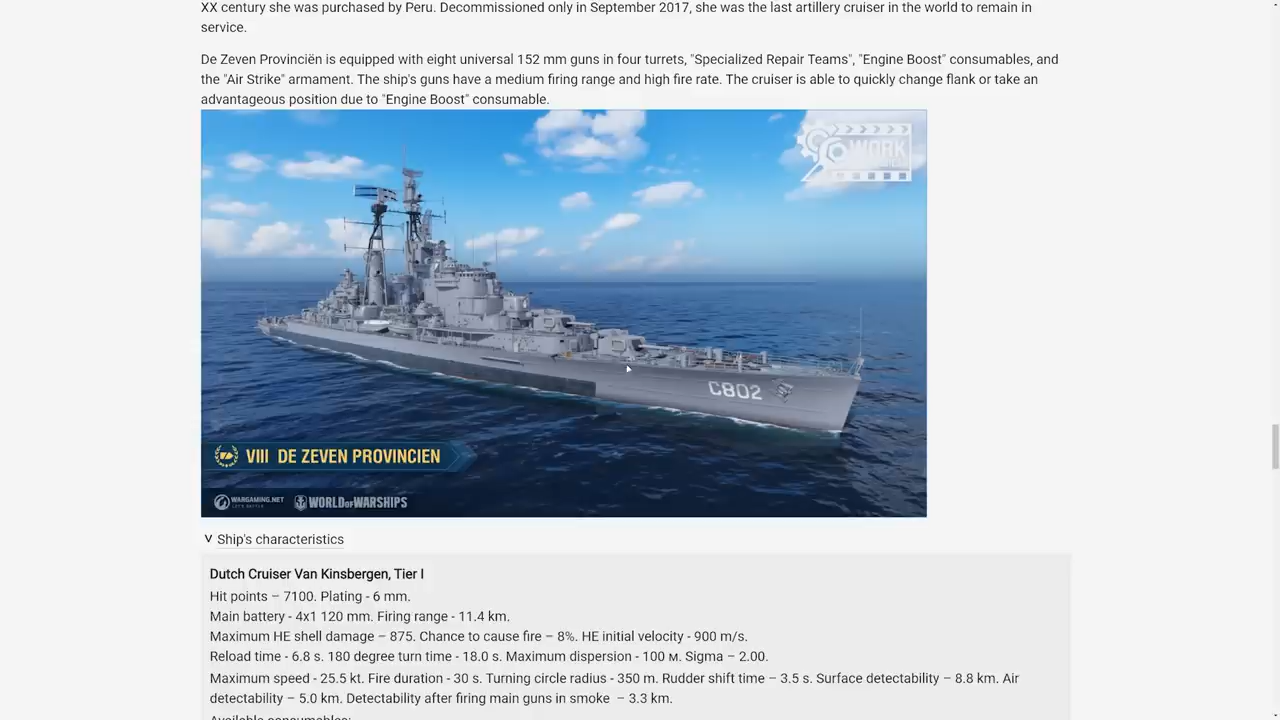 XX century she was purchased by Peru. Decommissioned only in September 2017, she was the last artillery cruiser in the world to remain in
service.
De Zeven Provinciën is equipped with eight universal 152 mm guns in four turrets, "Specialized Repair Teams", "Engine Boost" consumables, and
the "Air Strike" armament. The ship's guns have a medium firing range and high fire rate. The cruiser is able to quickly change flank or take an
advantageous position due to "Engine Boost" consumable.
WORK
C802
VIII DE ZEVEN PROVINCIEN
WARGAMING.NET
LET'S BATTLE
WORLD OF WARSHIPS
Ship's characteristics
Dutch Cruiser Van Kinsbergen, Tier I
Hit points – 7100. Plating - 6 mm.
Main battery - 4x1 120 mm. Firing range - 11.4 km.
Maximum HE shell damage – 875. Chance to cause fire – 8%. HE initial velocity - 900 m/s.
Reload time - 6.8 s. 180 degree turn time - 18.0 s. Maximum dispersion - 100 м. Sigma – 2.00.
Maximum speed - 25.5 kt. Fire duration - 30 s. Turning circle radius - 350 m. Rudder shift time – 3.5 s. Surface detectability – 8.8 km. Air
detectability – 5.0 km. Detectability after firing main guns in smoke – 3.3 km.
Available consumables: